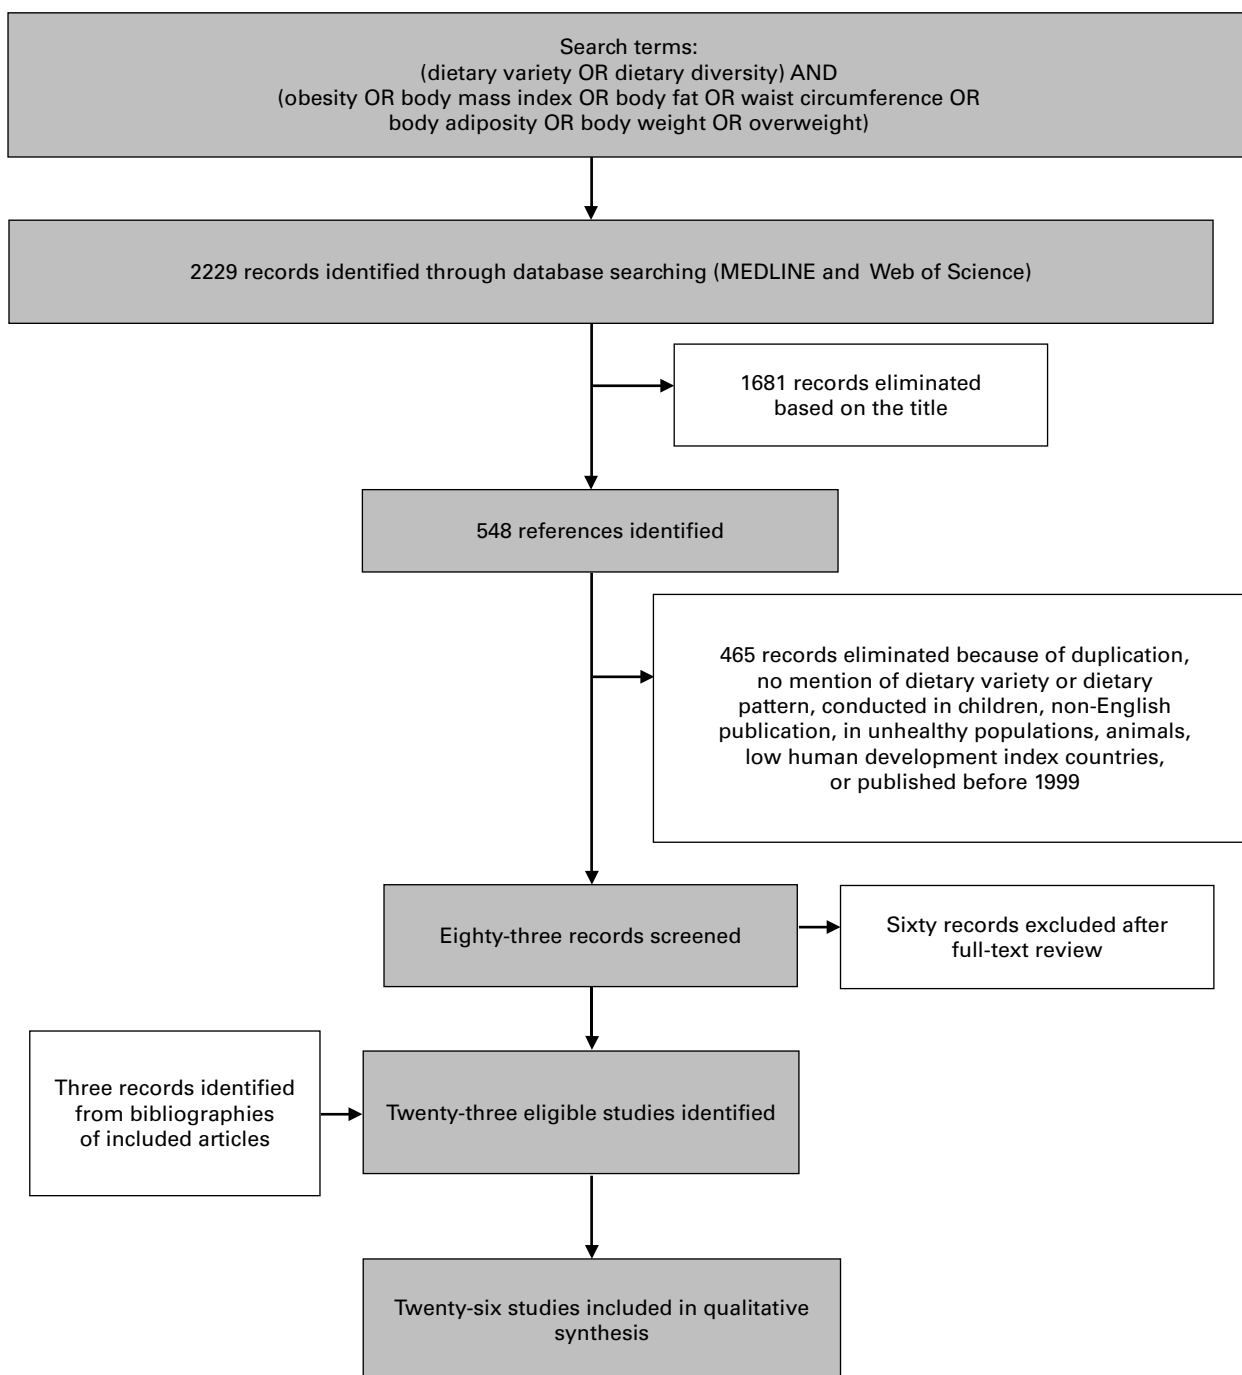 Search terms:
(dietary variety OR dietary diversity) AND
(obesity OR body mass index OR body fat OR waist circumference OR
body adiposity OR body weight OR overweight)
2229 records identified through database searching (MEDLINE and Web of Science)
1681 records eliminated
based on the title
548 references identified
465 records eliminated because of duplication,
no mention of dietary variety or dietary
pattern, conducted in children, non-English
publication, in unhealthy populations, animals,
low human development index countries,
or published before 1999
Eighty-three records screened
Sixty records excluded after
full-text review
Three records identified
from bibliographies
of included articles
Twenty-three eligible studies identified
Twenty-six studies included in qualitative
synthesis